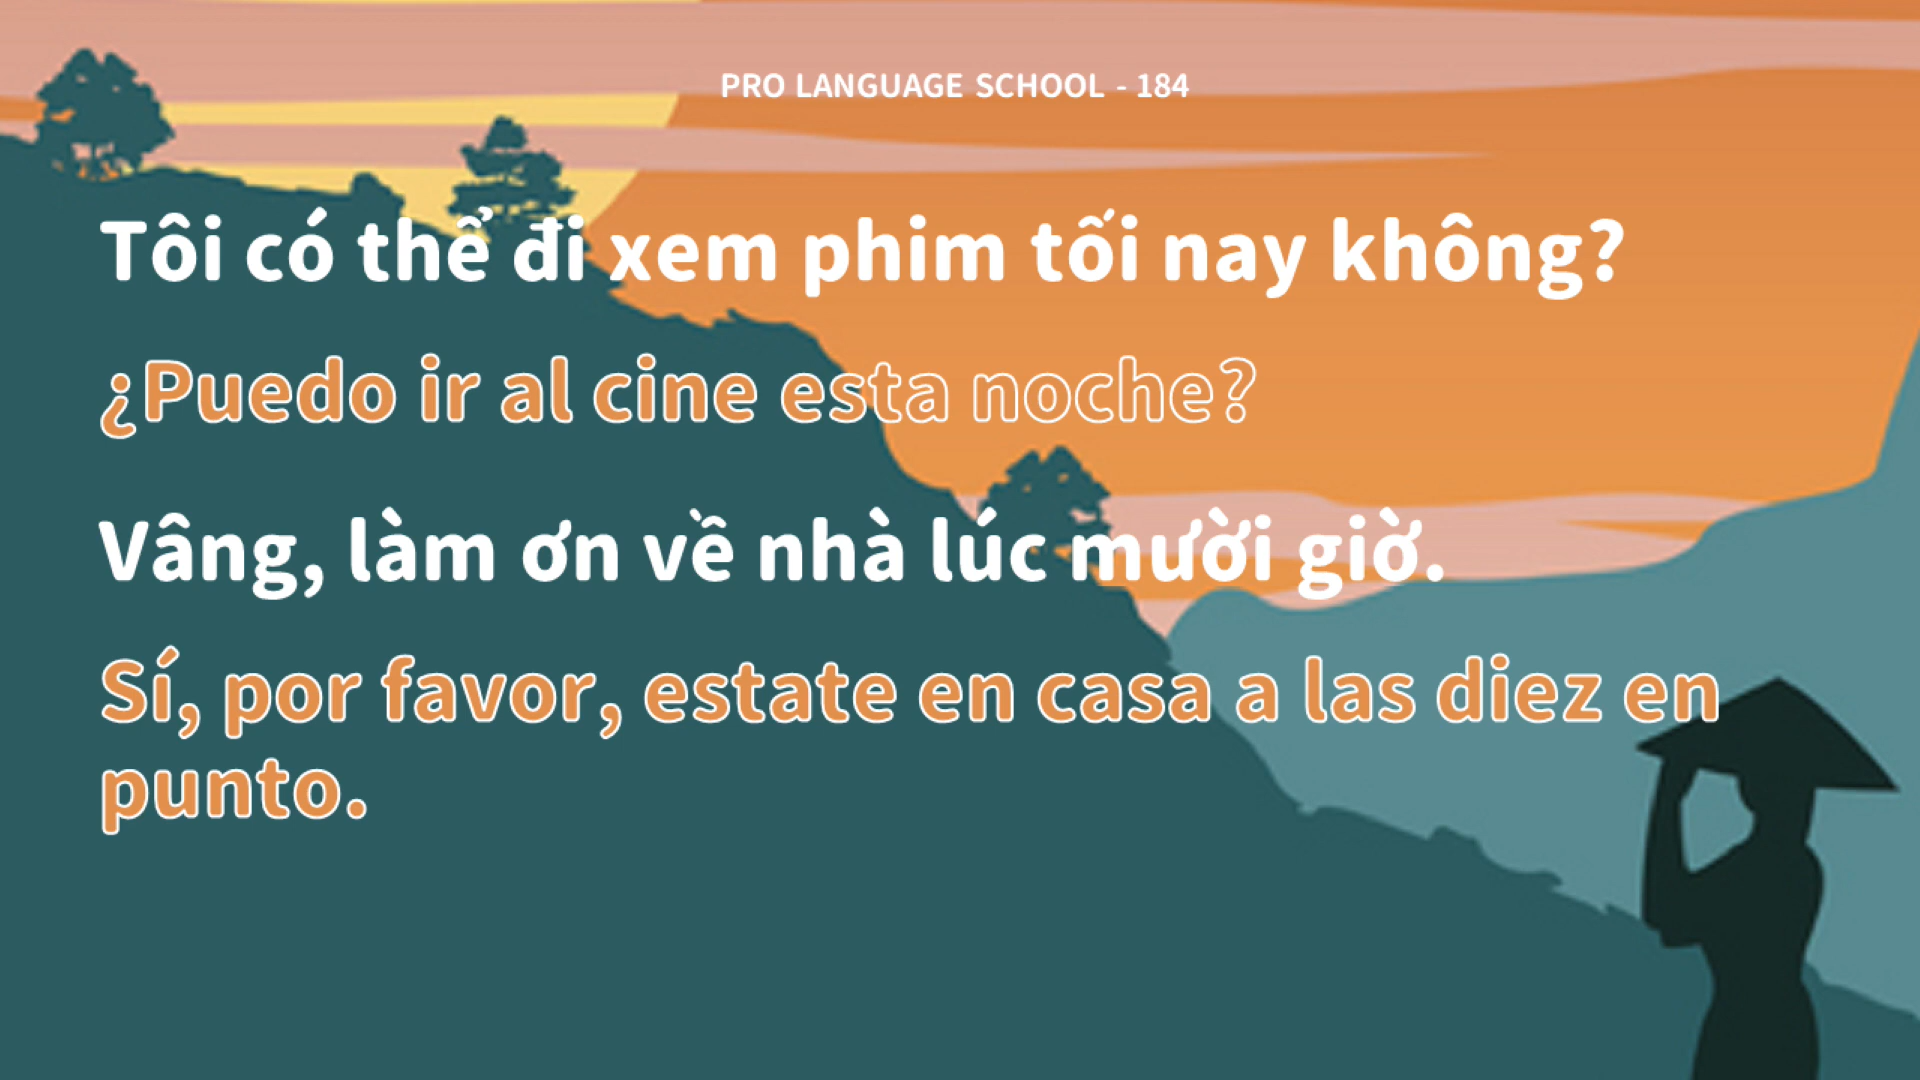 PRO LANGUAGE SCHOOL - 184
Tôi có thể đi xem phim tối nay không?
¿Puedo ir al cine esta noche?
Vâng, làm ơn về nhà lúc mười giờ.
Sí, por favor, estate en casa a las diez en
punto.